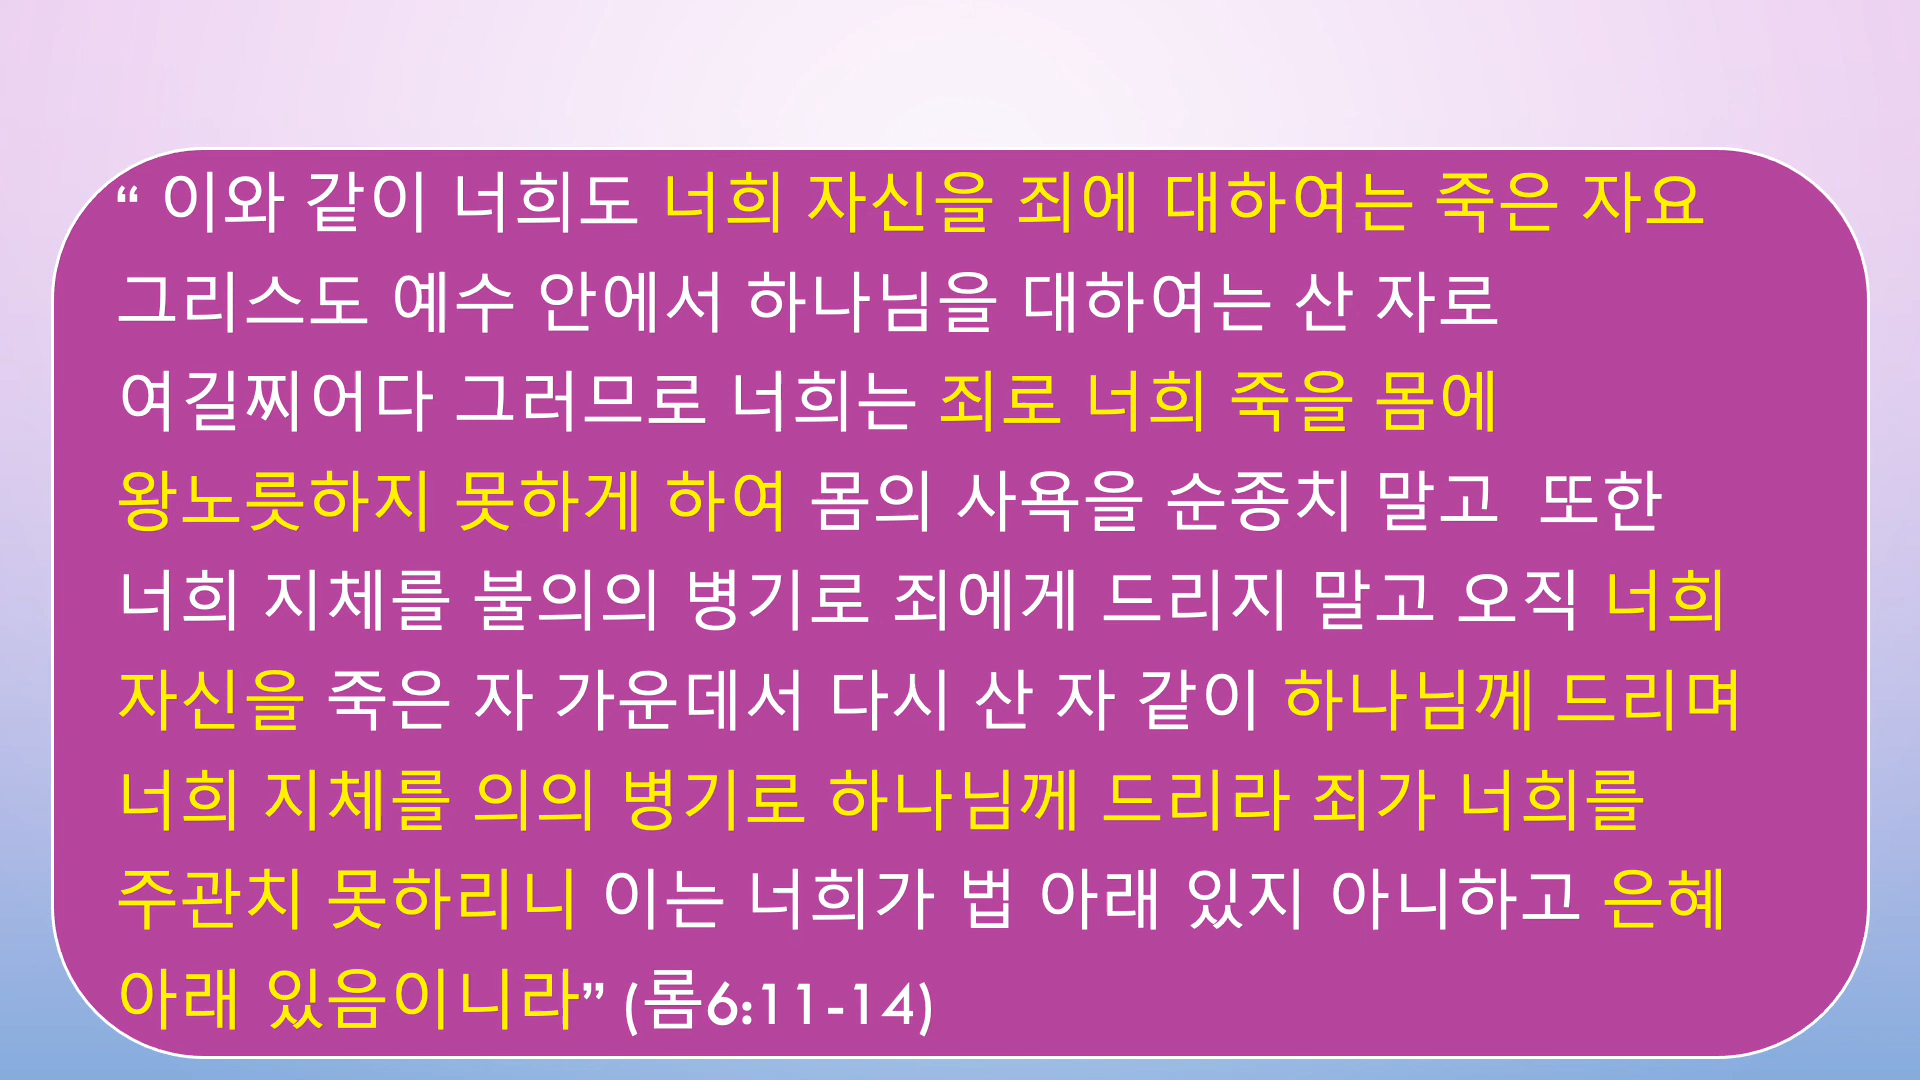 “ 이와 같이 너희도 너희 자신을 죄에 대하여는 죽은 자요
그리스도 예수 안에서 하나님을 대하여는 산 자로
여길찌어다 그러므로 너희는 죄로 너희 죽을 몸에
왕노릇하지 못하게 하여 몸의 사욕을 순종치 말고  또한
너희 지체를 불의의 병기로 죄에게 드리지 말고 오직 너희
자신을 죽은 자 가운데서 다시 산 자 같이 하나님께 드리며
너희 지체를 의의 병기로 하나님께 드리라 죄가 너희를
주관치 못하리니 이는 너희가 법 아래 있지 아니하고 은혜
아래 있음이니라” (롬6:11-14)